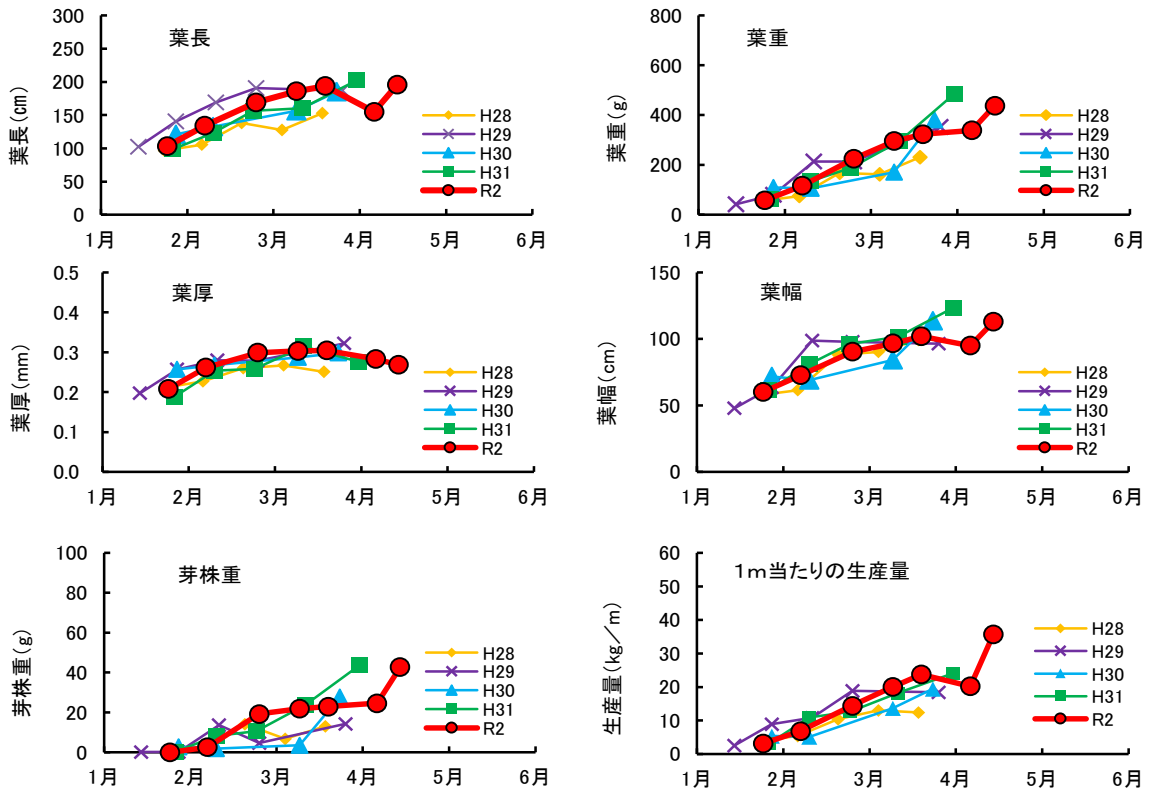 葉長
葉長(㎝)
300
250
200
150
100
50
0
1月 2月 3月 4月 5月 6月
H28
H29
H30
H31
R2
葉重
葉重(g)
800
600
400
200
0
1月 2月 3月 4月 5月 6月
H28
H29
H30
H31
R2
葉厚
葉厚(mm)
0.5
0.4
0.3
0.2
0.1
0.0
1月 2月 3月 4月 5月 6月
H28
H29
H30
H31
R2
葉幅
葉幅(cm)
150
100
50
0
1月 2月 3月 4月 5月 6月
H28
H29
H30
H31
R2
芽株重
芽株重(g)
100
80
60
40
20
0
1月 2月 3月 4月 5月 6月
H28
H29
H30
H31
R2
1m当たりの生産量
生産量(kg/m)
60
50
40
30
20
10
0
1月 2月 3月 4月 5月 6月
H28
H29
H30
H31
R2